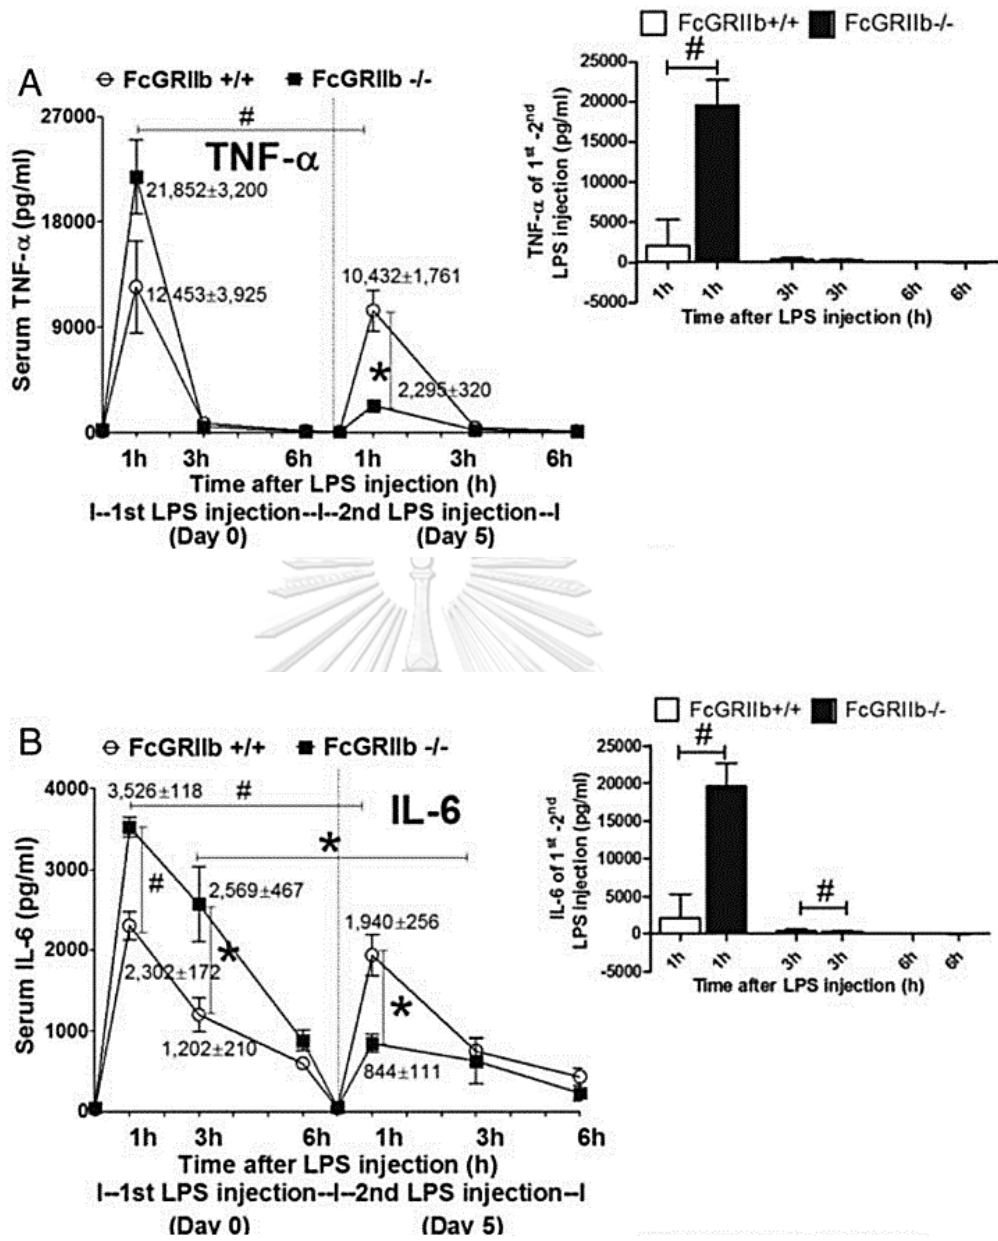 FcGRIIb+/+ FcGRIIb-/-
A
FcGRIIb +/+ FcGRIIb -/-
27000
18000
9000
0
Serum TNF-α (pg/ml)
#
TNF-α
21,852±3,200
12,453±3,925
10,432±1,761
*
2,295±320
1h 3h 6h 1h 3h 6h
Time after LPS injection (h)
I--1st LPS injection--I--2nd LPS injection--I
(Day 0) (Day 5)
#
25000
20000
15000
10000
5000
0
-5000
TNF-α of 1st -2nd
LPS injection (pg/ml)
1h 1h 3h 3h 6h 6h
Time after LPS injection (h)
B
FcGRIIb +/+ FcGRIIb -/-
4000
3000
2000
1000
0
Serum IL-6 (pg/ml)
3,526±118
#
IL-6
*
#
2,569±467
1,940±256
2,302±172
*
*
1,202±210
844±111
1h 3h 6h 1h 3h 6h
Time after LPS injection (h)
I--1st LPS injection--I--2nd LPS injection--I
(Day 0) (Day 5)
FcGRIIb+/+ FcGRIIb-/-
#
#
25000
20000
15000
10000
5000
0
-5000
IL-6 of 1st -2nd
LPS injection (pg/ml)
1h 1h 3h 3h 6h 6h
Time after LPS injection (h)